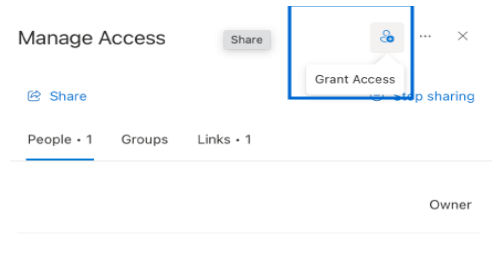 Manage Access
Share
Grant Access
Share
Stop sharing
People • 1 Groups Links • 1
Owner